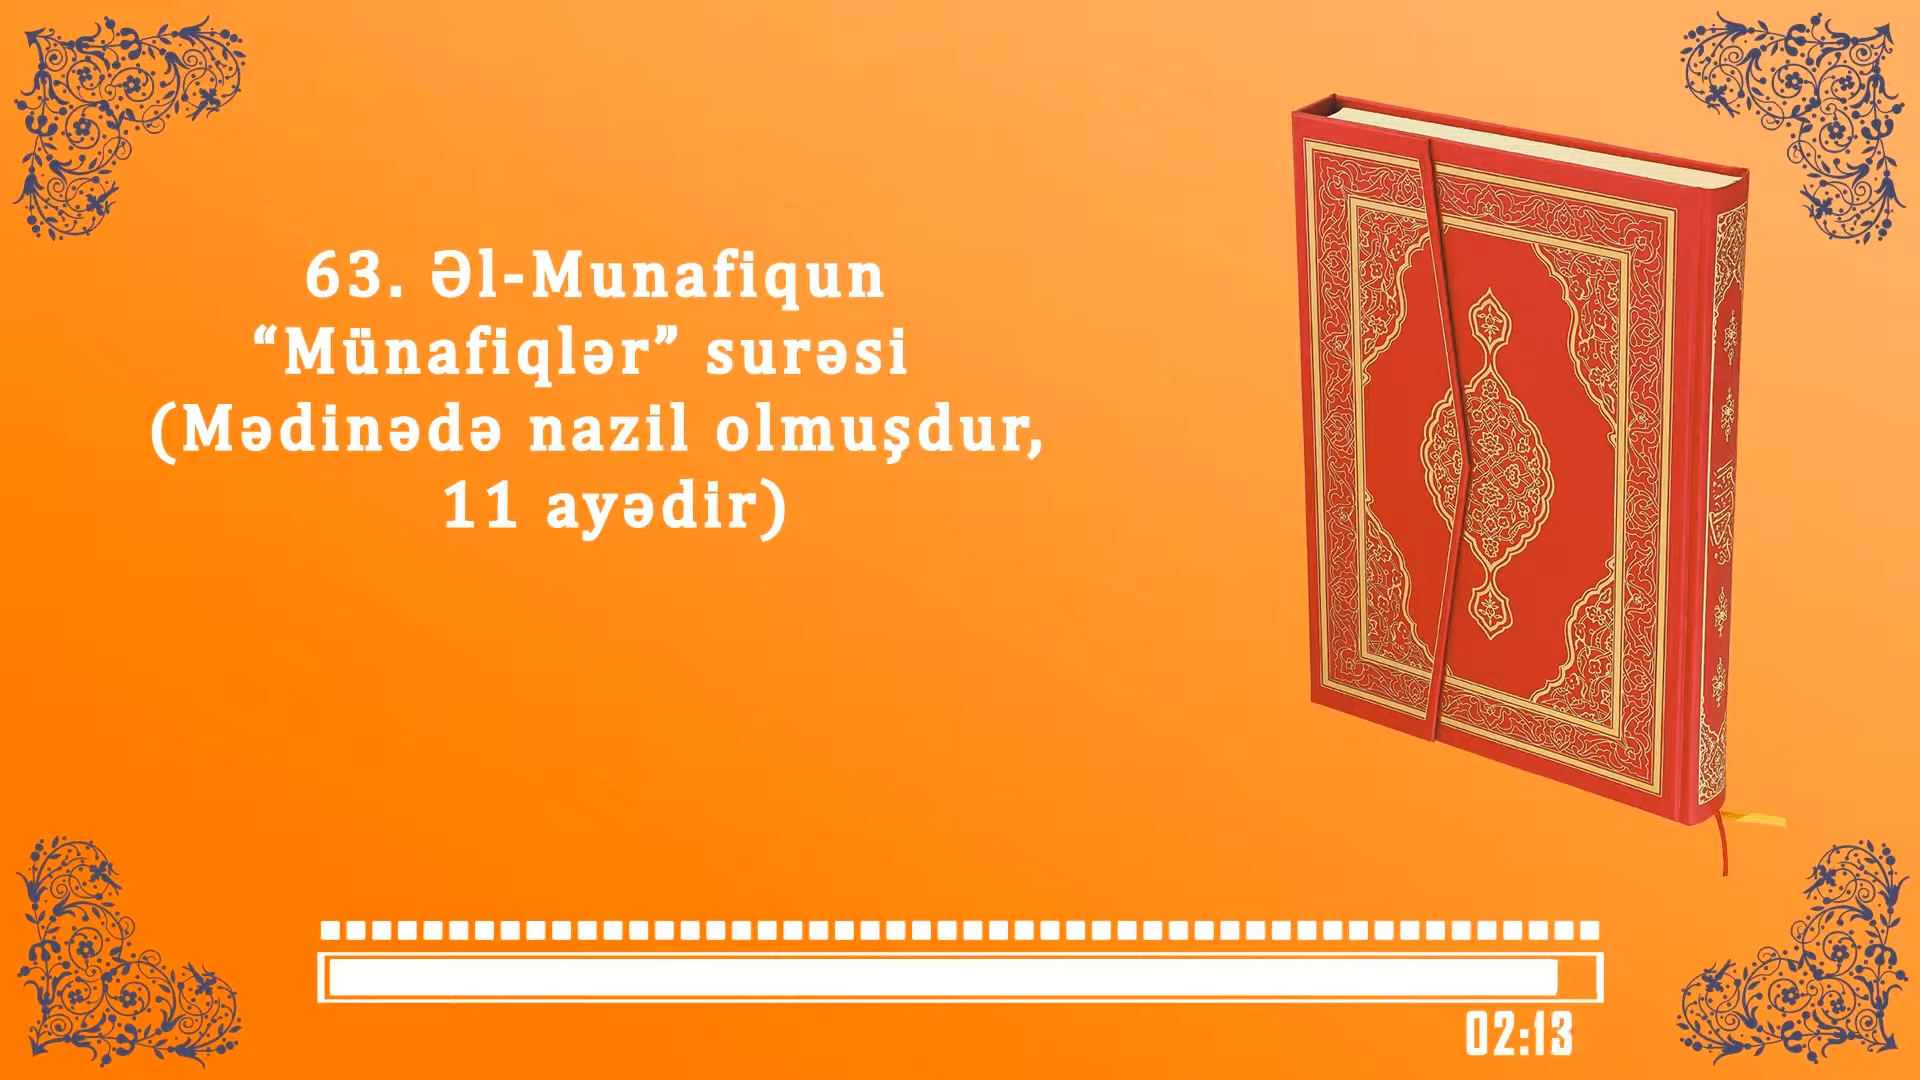 63. Əl-Munafiqun
“Münafiqlər” surəsi
(Mədinədə nazil olmuşdur,
11 ayədir)
02:13